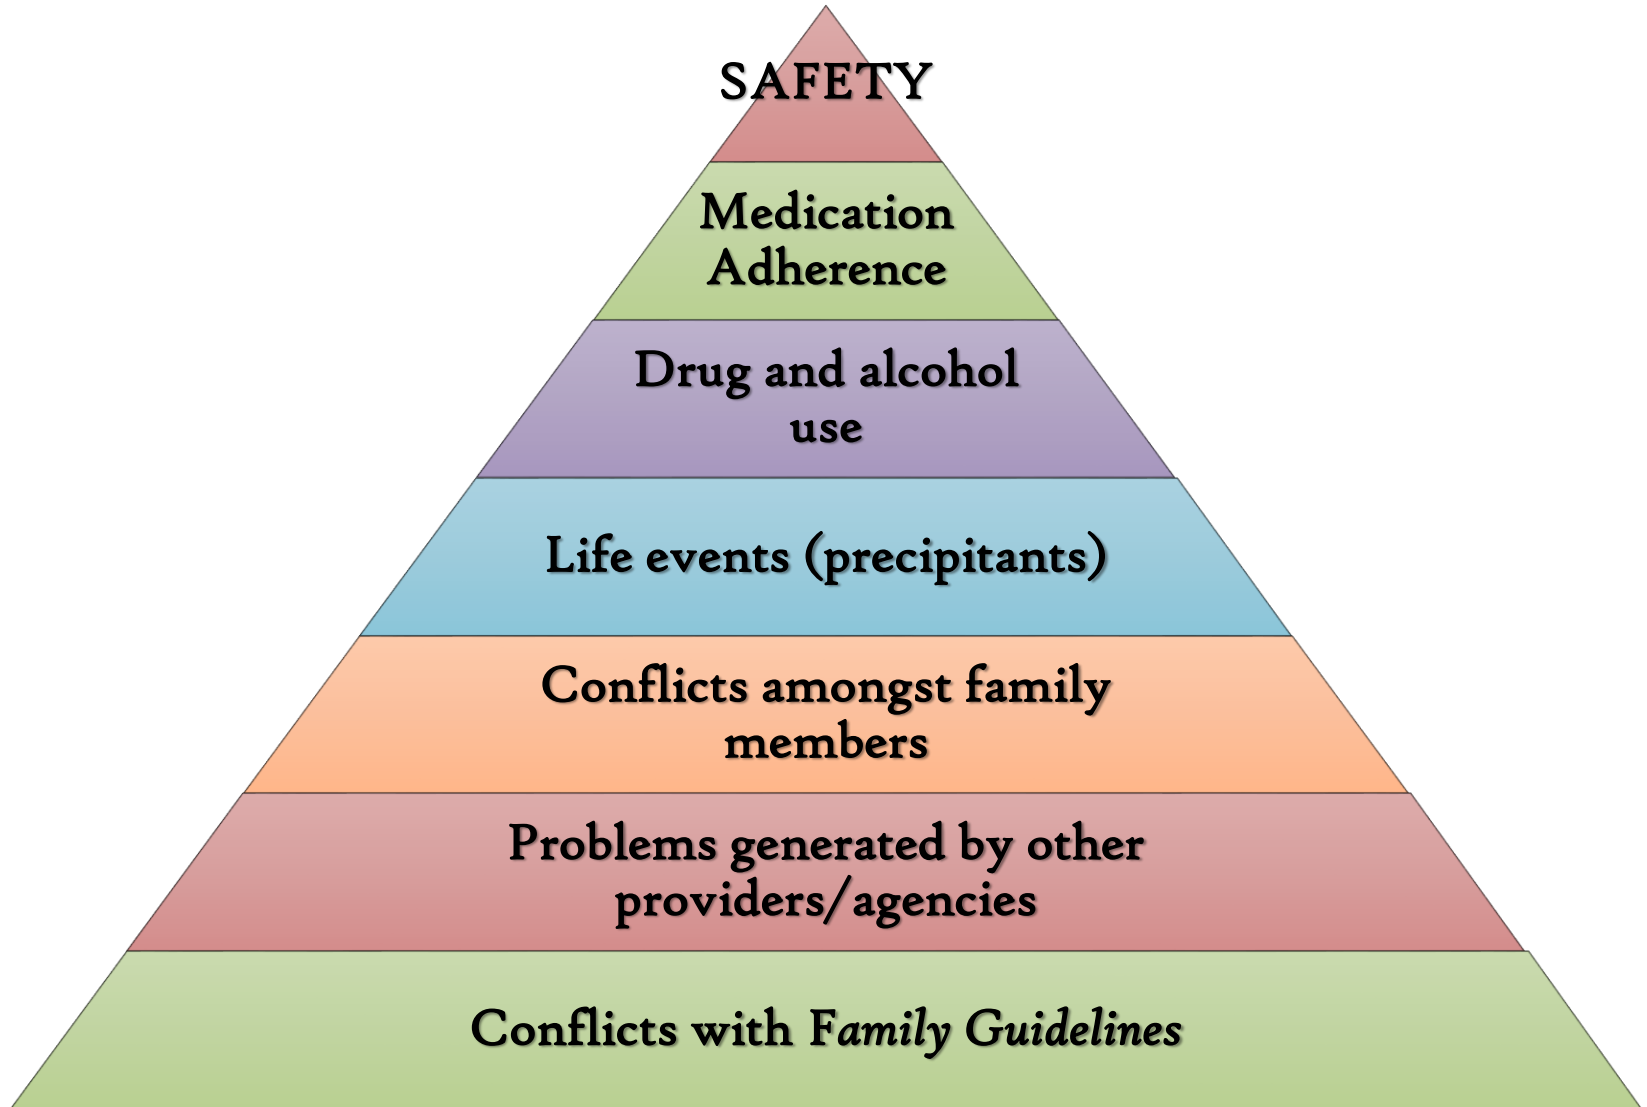 SAFETY
Medication
Adherence
Drug and alcohol
use
Life events (precipitants)
Conflicts amongst family
members
Problems generated by other
providers/agencies
Conflicts with Family Guidelines